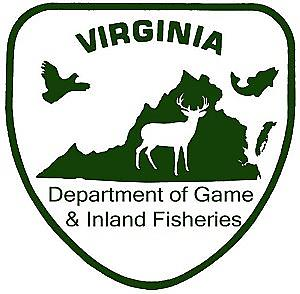 VIRGINIA
Department of Game
& Inland Fisheries